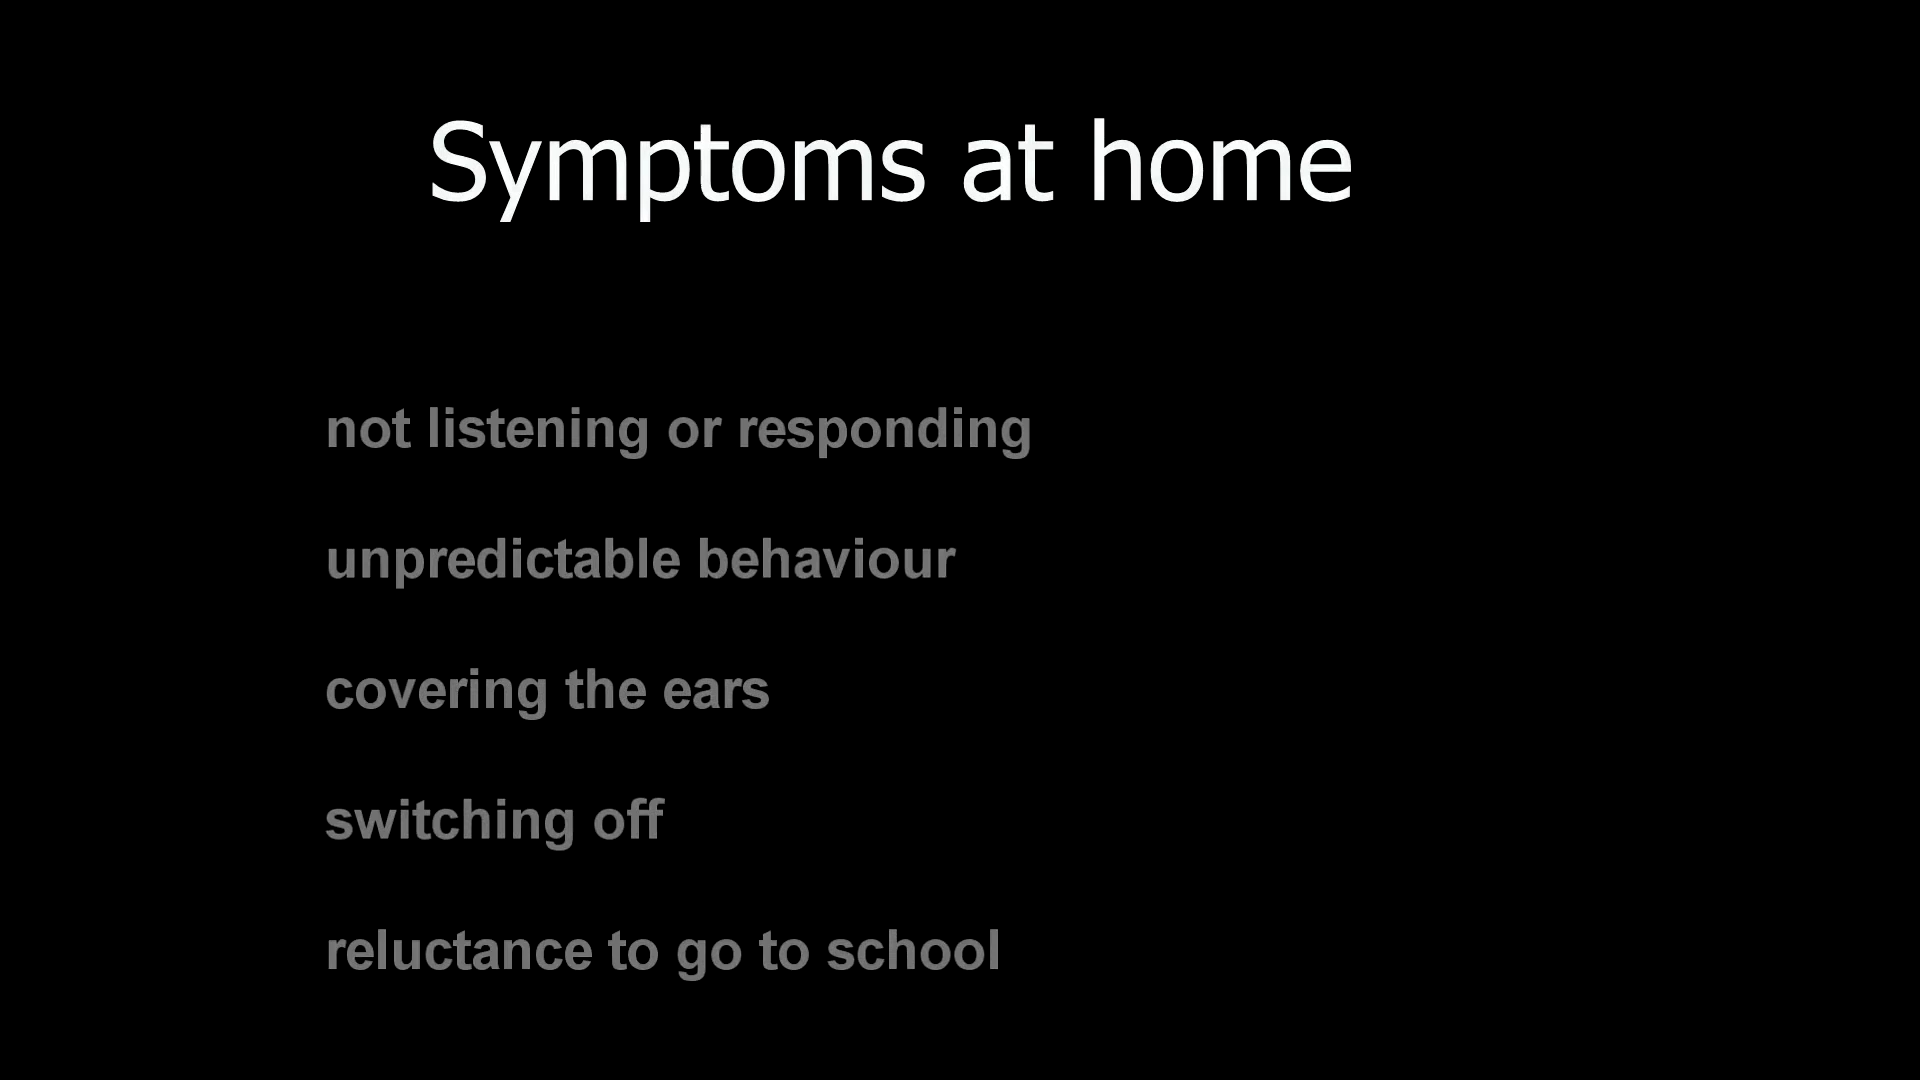 Symptoms at home
not listening or responding
unpredictable behaviour
covering the ears
switching off
reluctance to go to school